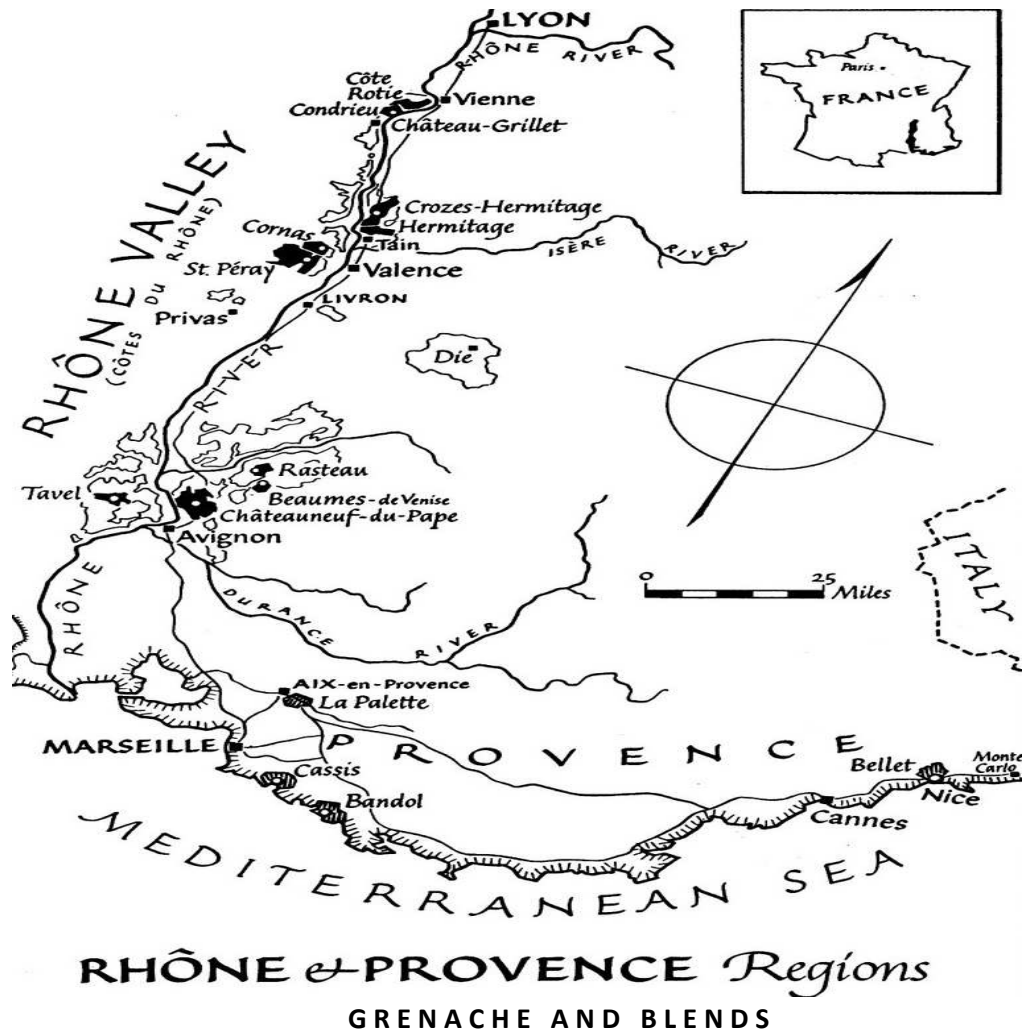 LYON
RHÔNE RIVER
Paris
FRANCE
Côte
Rotie
Vienne
Condrieu
Château-Grillet
RHÔNE VALLEY
(CÔTES DU RHÔNE)
Crozes-Hermitage
Hermitage
Cornas
Tain
ISÈRE RIVER
St. Péray
Valence
LIVRON
Privas
Die
RIVER
Rasteau
Tavel
Beaumes-de Venise
Châteauneuf-du-Pape
Avignon
ITALY
0 25 Miles
RHÔNE
DURANCE RIVER
AIX-en-Provence
La Palette
MARSEILLE
PROVENCE
Cassis
Bandol
Bellet
Monte
Carlo
Nice
Cannes
MEDITERRANEAN SEA
RHÔNE & PROVENCE Regions
GRENACHE AND BLENDS